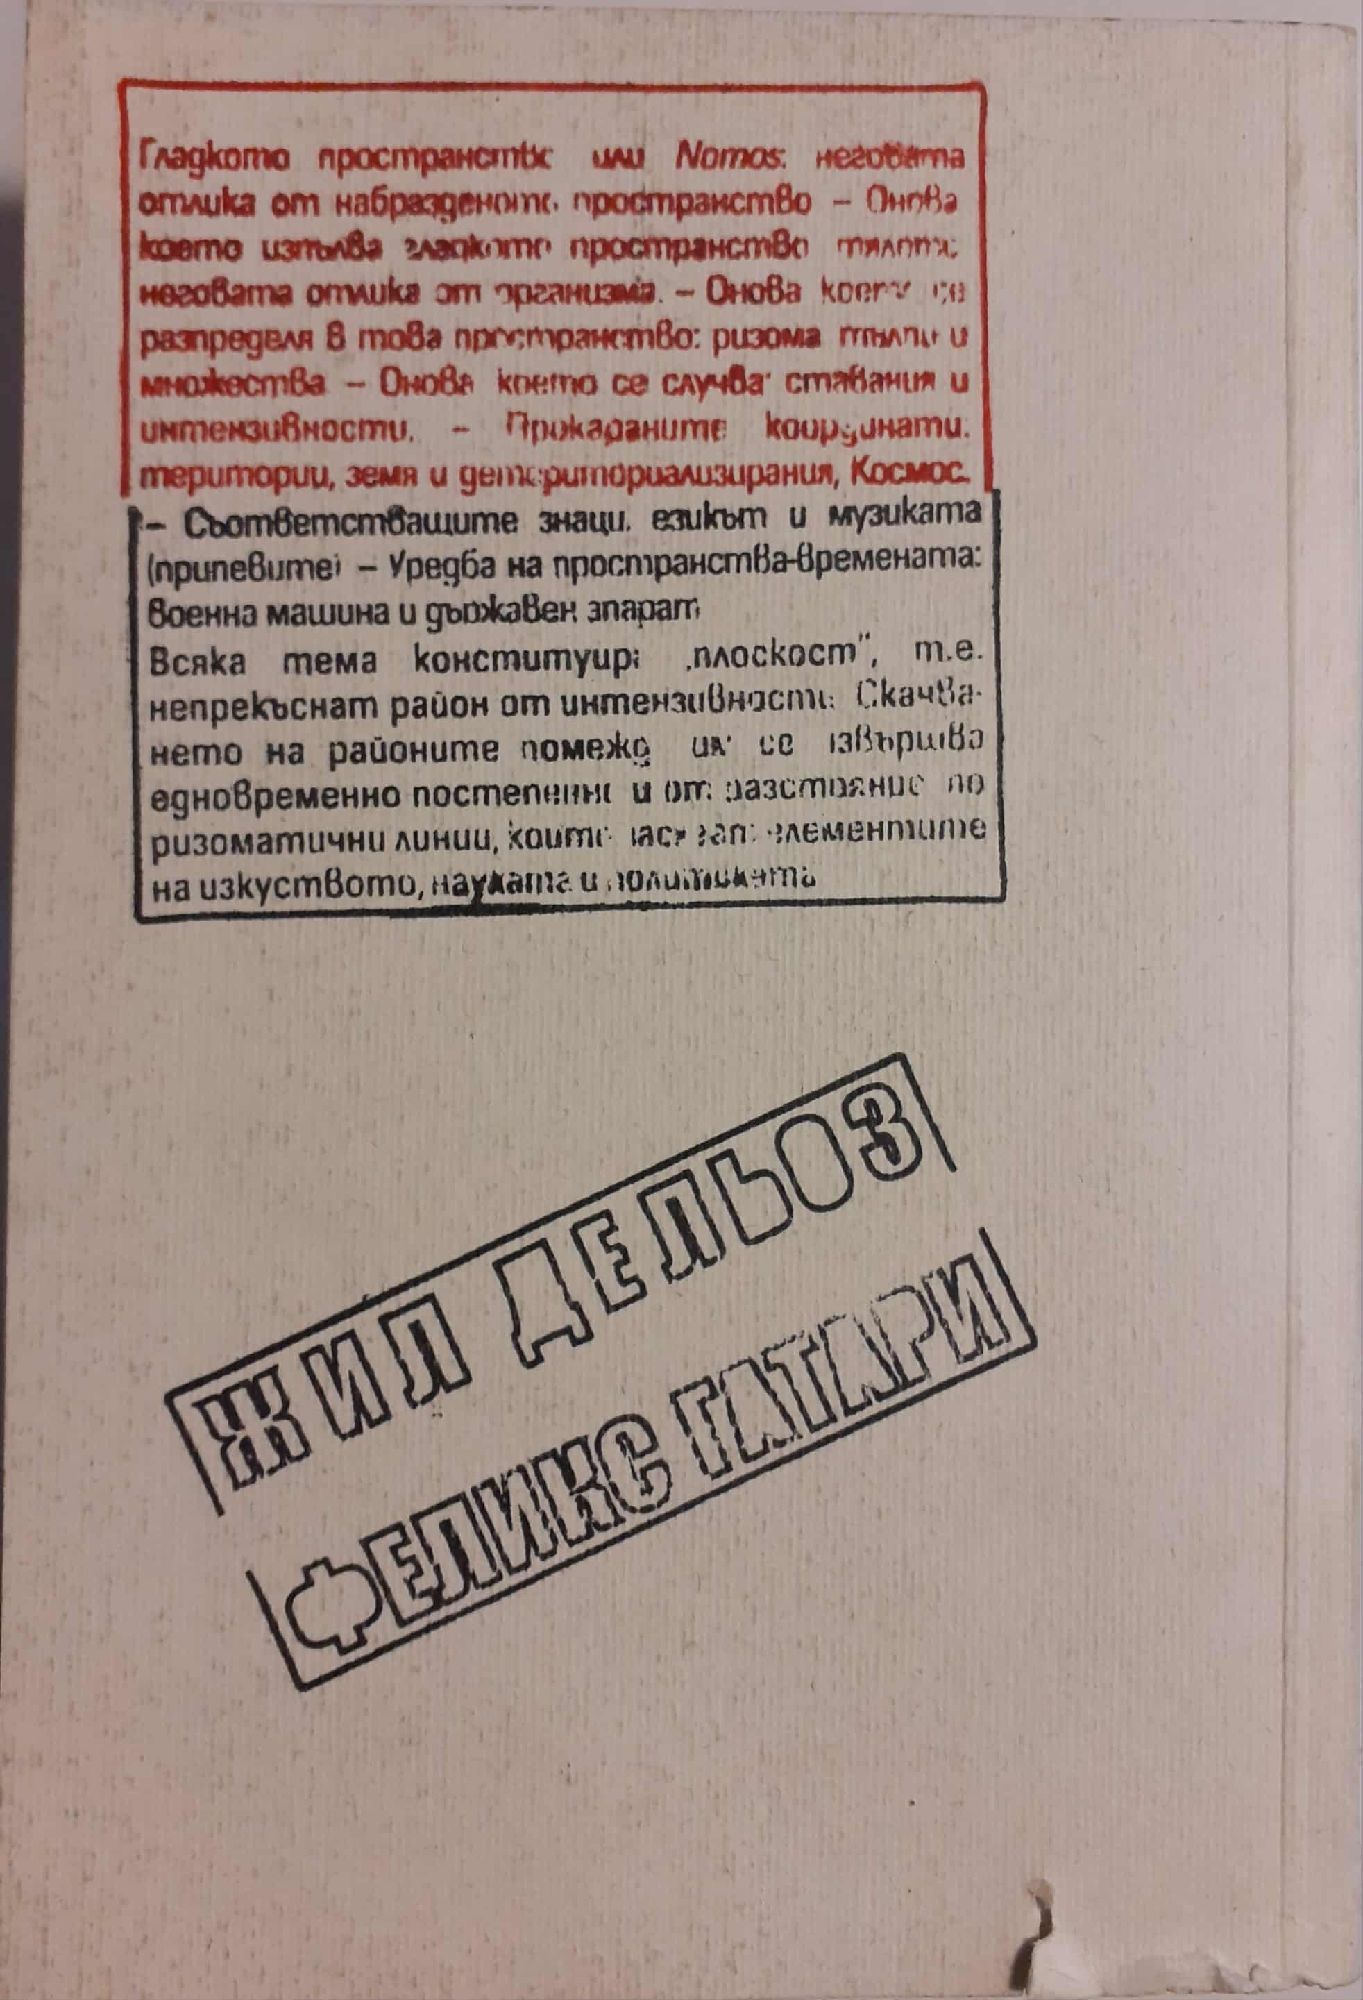 Гладкото пространство или Nomos: неговата
отлика от набразденото пространство – Онова
което изпълва гладкото пространство тялото;
неговата отлика от организма. – Онова което се
разпределя в това пространство: ризома тълпи и
множества – Онова което се случва: ставания и
интензивности. – Прокараните координати:
територии, земя и детериториализирания, Космос.
– Съответстващите знаци, езикът и музиката
(припевите) – Уредба на пространства-времената:
военна машина и държавен апарат
Всяка тема конституира „плоскост“, т.е.
непрекъснат район от интензивности. Скачва-
нето на районите помежду им се извършва
едновременно постепенно и от разстояние по
ризоматични линии, които елементите
на изкуството, науката и политиката
ЖИЛ ДЕЛЬОЗ
ФЕЛИКС ГАТАРИ